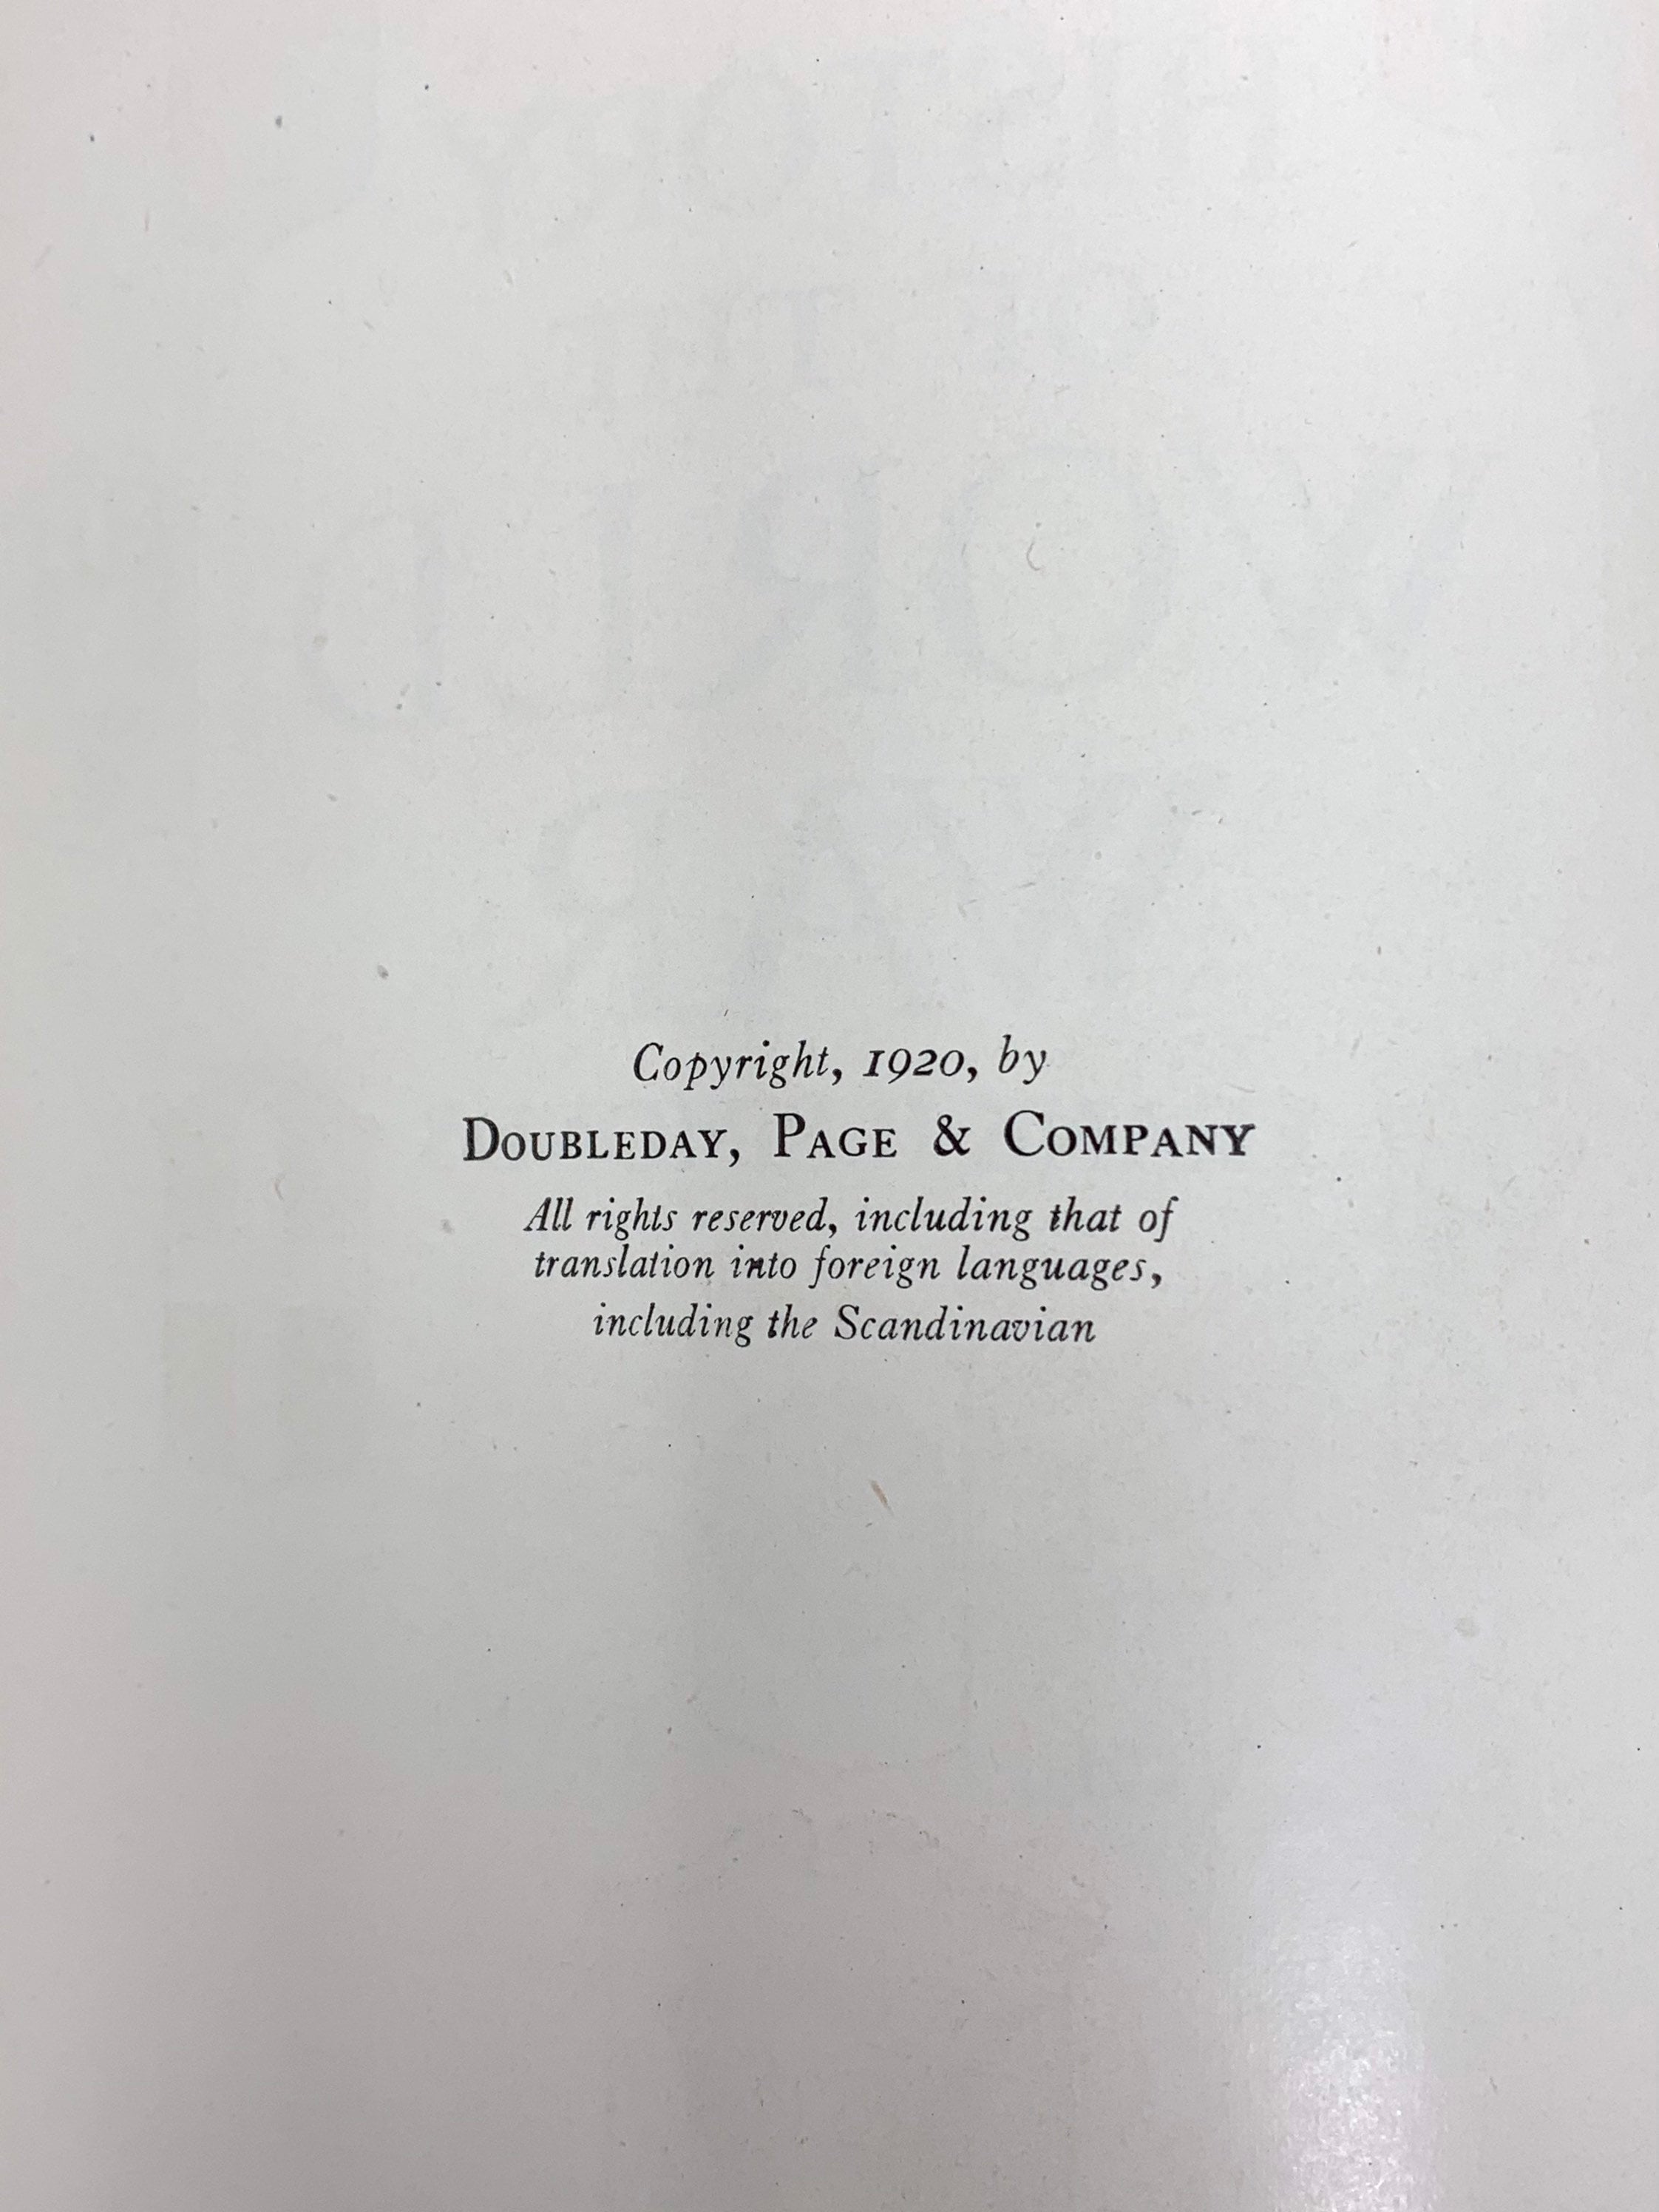 Copyright, 1920, by
DOUBLEDAY, PAGE & COMPANY
All rights reserved, including that of
translation into foreign languages,
including the Scandinavian